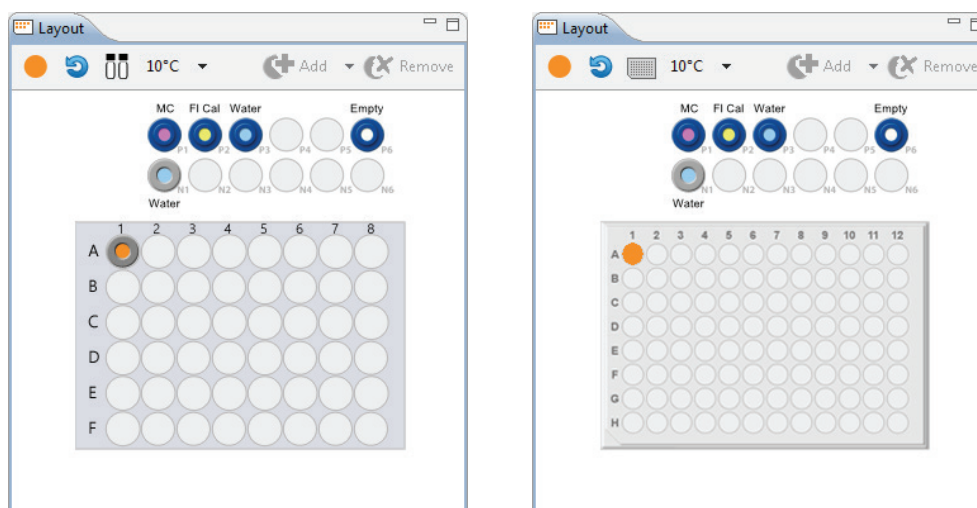 Layout
10°C Add Remove
MC FI Cal Water Empty
P1 P2 P3 P4 P5 P6
N1 N2 N3 N4 N5 N6
Water
1 2 3 4 5 6 7 8
A
B
C
D
E
F
Layout
10°C Add Remove
MC FI Cal Water Empty
P1 P2 P3 P4 P5 P6
N1 N2 N3 N4 N5 N6
Water
1 2 3 4 5 6 7 8 9 10 11 12
A
B
C
D
E
F
G
H